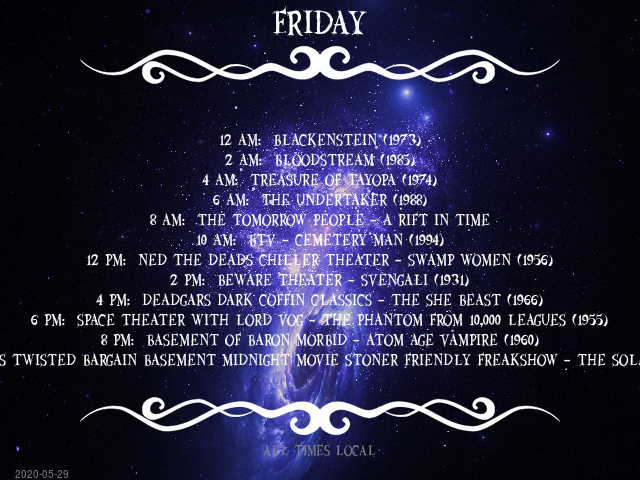 FRIDAY
12 AM: BLACKENSTEIN (1973)
2 AM: BLOODSTREAM (1985)
4 AM: TREASURE OF TAYOPA (1974)
6 AM: THE UNDERTAKER (1988)
8 AM: THE TOMORROW PEOPLE - A RIFT IN TIME
10 AM: BTV - CEMETERY MAN (1994)
12 PM: NED THE DEADS CHILLER THEATER - SWAMP WOMEN (1956)
2 PM: BEWARE THEATER - SVENGALI (1931)
4 PM: DEADGARS DARK COFFIN CLASSICS - THE SHE BEAST (1966)
6 PM: SPACE THEATER WITH LORD VOG - THE PHANTOM FROM 10,000 LEAGUES (1955)
8 PM: BASEMENT OF BARON MORBID - ATOM AGE VAMPIRE (1960)
S TWISTED BARGAIN BASEMENT MIDNIGHT MOVIE STONER FRIENDLY FREAKSHOW - THE
ALL TIMES LOCAL
2020-05-29